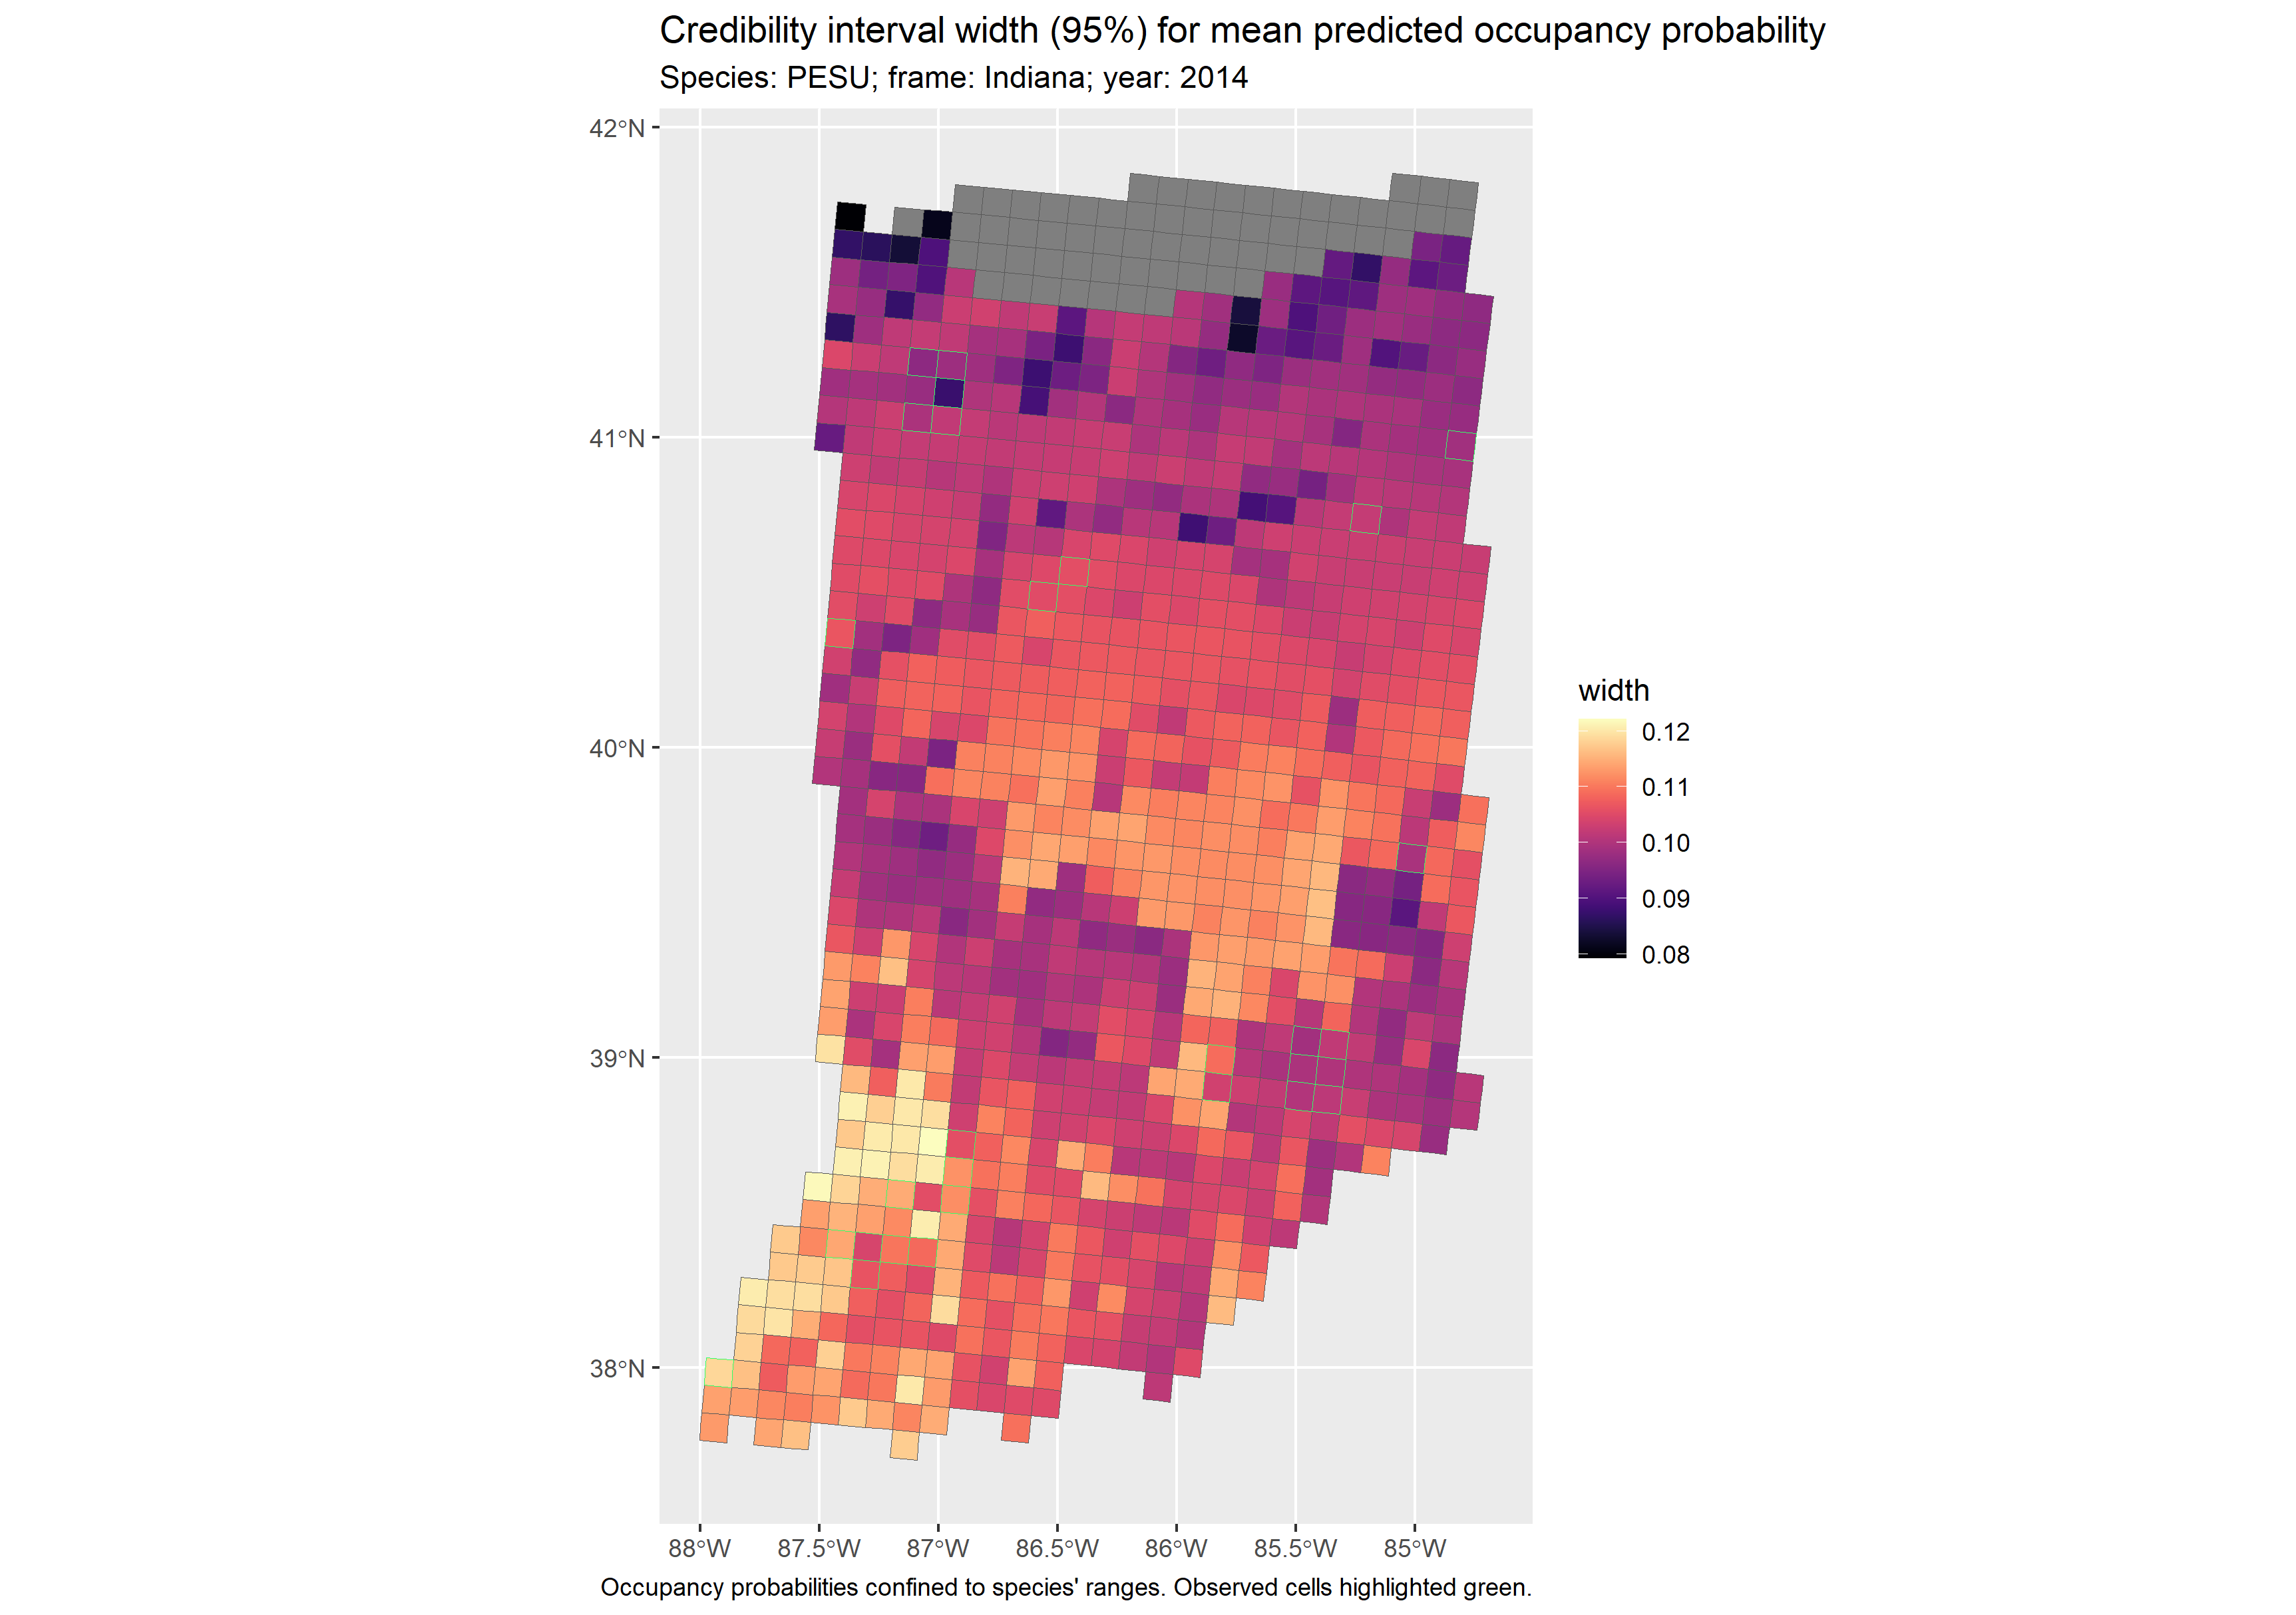 Credibility interval width (95%) for mean predicted occupancy probability
Species: PESU; frame: Indiana; year: 2014
42°N
41°N
40°N
39°N
38°N
88°W 87.5°W 87°W 86.5°W 86°W 85.5°W 85°W
width
0.12
0.11
0.10
0.09
0.08
Occupancy probabilities confined to species' ranges. Observed cells highlighted green.